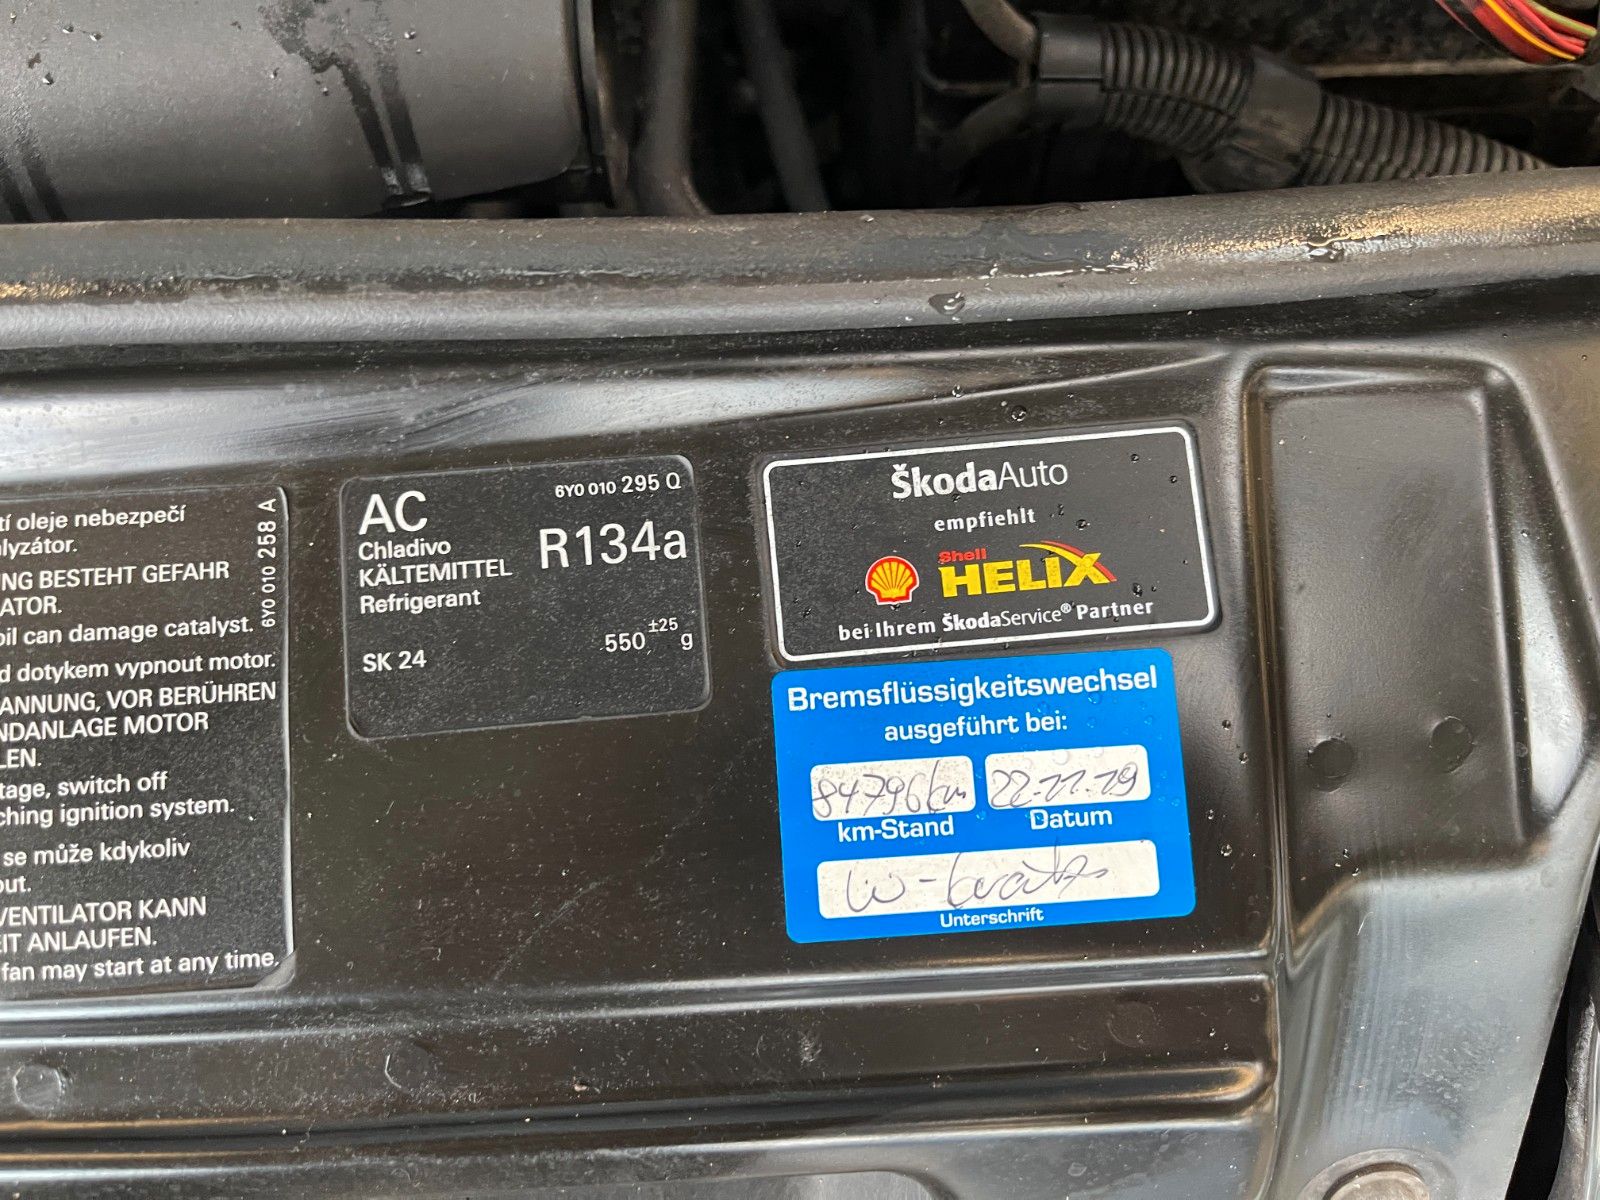 tí oleje nebezpečí
lyzátor.
NG BESTEHT GEFAHR
ATOR.
oil can damage catalyst.
d dotykem vypnout motor.
ANNUNG, VOR BERÜHREN
NDANLAGE MOTOR
LEN.
tage, switch off
ching ignition system.
se může kdykoliv
out.
VENTILATOR KANN
IT ANLAUFEN.
fan may start at any time.
6Y0 010 258 A
AC
6Y0 010 295 Q
Chladivo
KÄLTEMITTEL
Refrigerant
R134a
SK 24
550 ±25 g
ŠkodaAuto
empfiehlt
Shell
HELIX
bei Ihrem ŠkodaService® Partner
Bremsflüssigkeitswechsel
ausgeführt bei:
84796 km 22.11.19
km-Stand Datum
Unterschrift